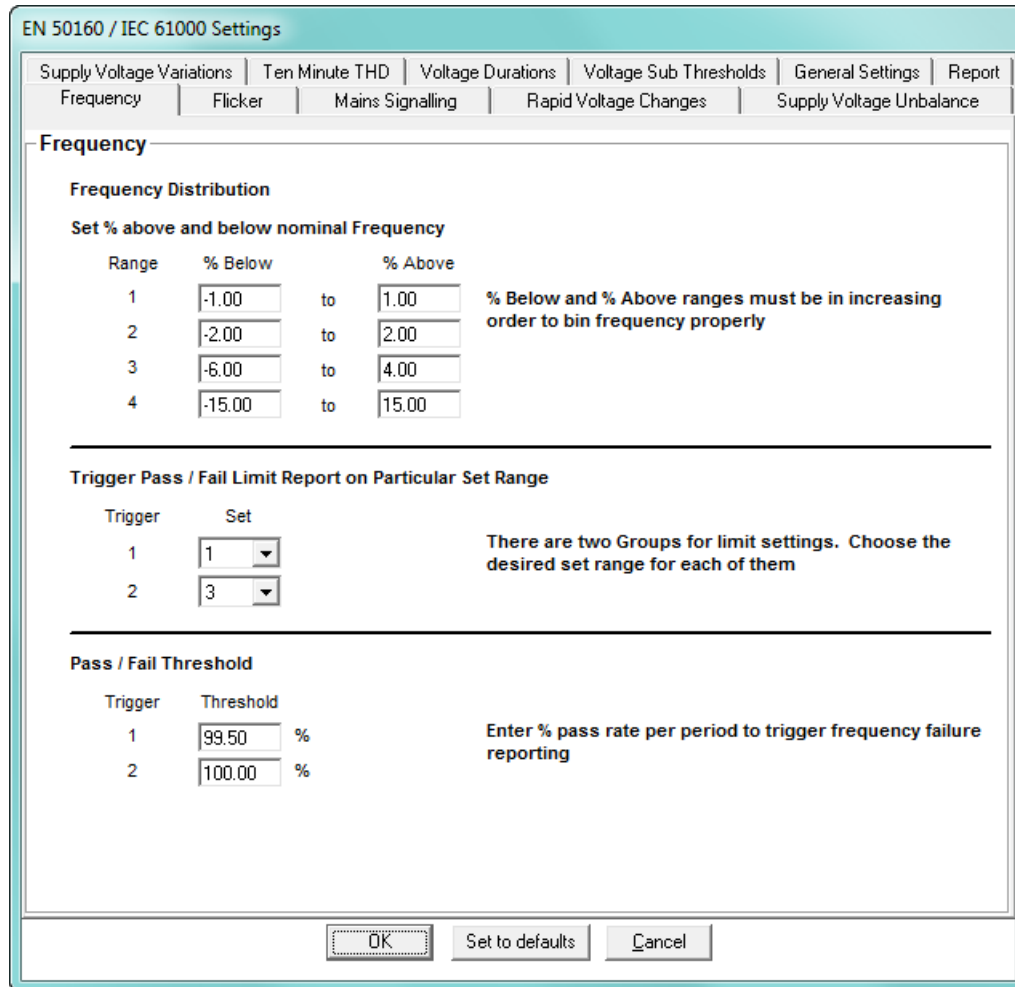 EN 50160 / IEC 61000 Settings
Supply Voltage Variations Ten Minute THD Voltage Durations Voltage Sub Thresholds General Settings Report
Frequency Flicker Mains Signalling Rapid Voltage Changes Supply Voltage Unbalance
Frequency
Frequency Distribution
Set % above and below nominal Frequency
Range % Below % Above
1 -1.00 to 1.00
2 -2.00 to 2.00
3 -6.00 to 4.00
4 -15.00 to 15.00
% Below and % Above ranges must be in increasing
order to bin frequency properly
Trigger Pass / Fail Limit Report on Particular Set Range
Trigger Set
1 1
2 3
There are two Groups for limit settings. Choose the
desired set range for each of them
Pass / Fail Threshold
Trigger Threshold
1 99.50 %
2 100.00 %
Enter % pass rate per period to trigger frequency failure
reporting
OK Set to defaults Cancel